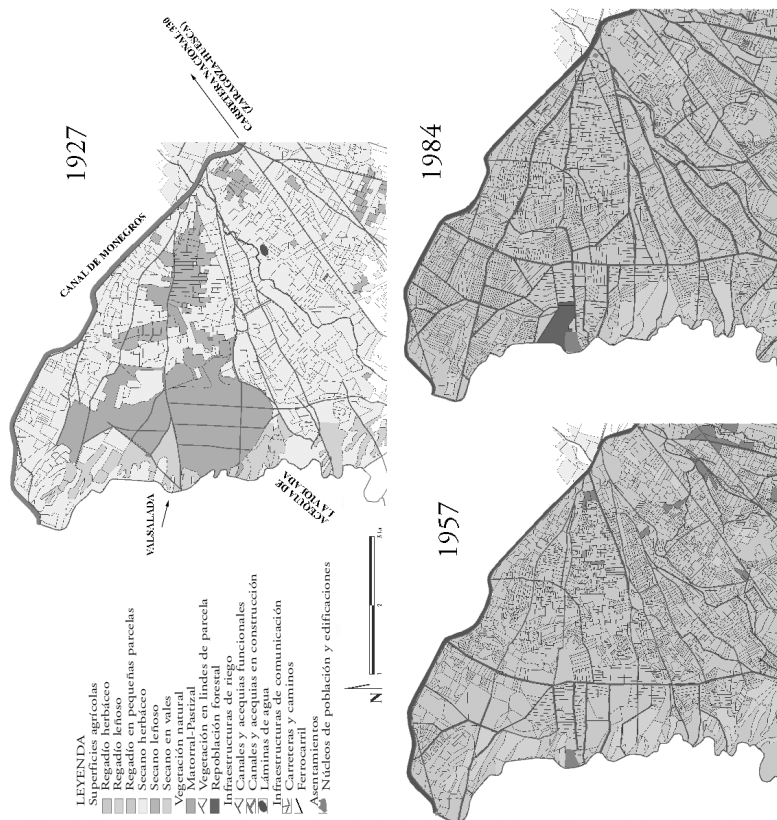 1927
CARRETERA NACIONAL 330
(ZARAGOZA-HUESCA)
CANAL DE MONEGROS
VALSALADA
ACEQUIA DE
LA VIOLADA
LEYENDA
Superficies agrícolas
Regadío herbáceo
Regadío leñoso
Regadío en pequeñas parcelas
Secano herbáceo
Secano leñoso
Secano en vales
Vegetación natural
Matorral-Pastizal
Vegetación en lindes de parcela
Repoblación forestal
Infraestructuras de riego
Canales y acequias funcionales
Canales y acequias en construcción
Láminas de agua
Infraestructuras de comunicación
Carreteras y caminos
Ferrocarril
Asentamientos
Núcleos de población y edificaciones
N
1
2
1984
1957